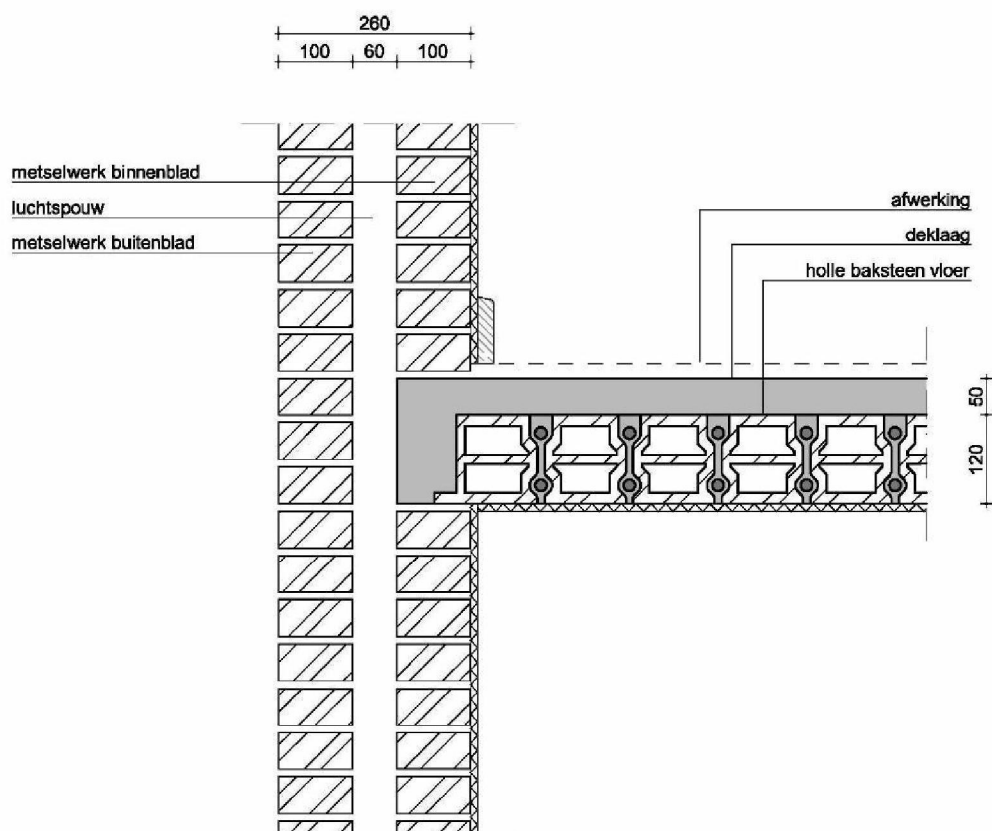 260
100 60 100
metselwerk binnenblad
luchtspouw
metselwerk buitenblad
afwerking
deklaag
holle baksteen vloer
50
120